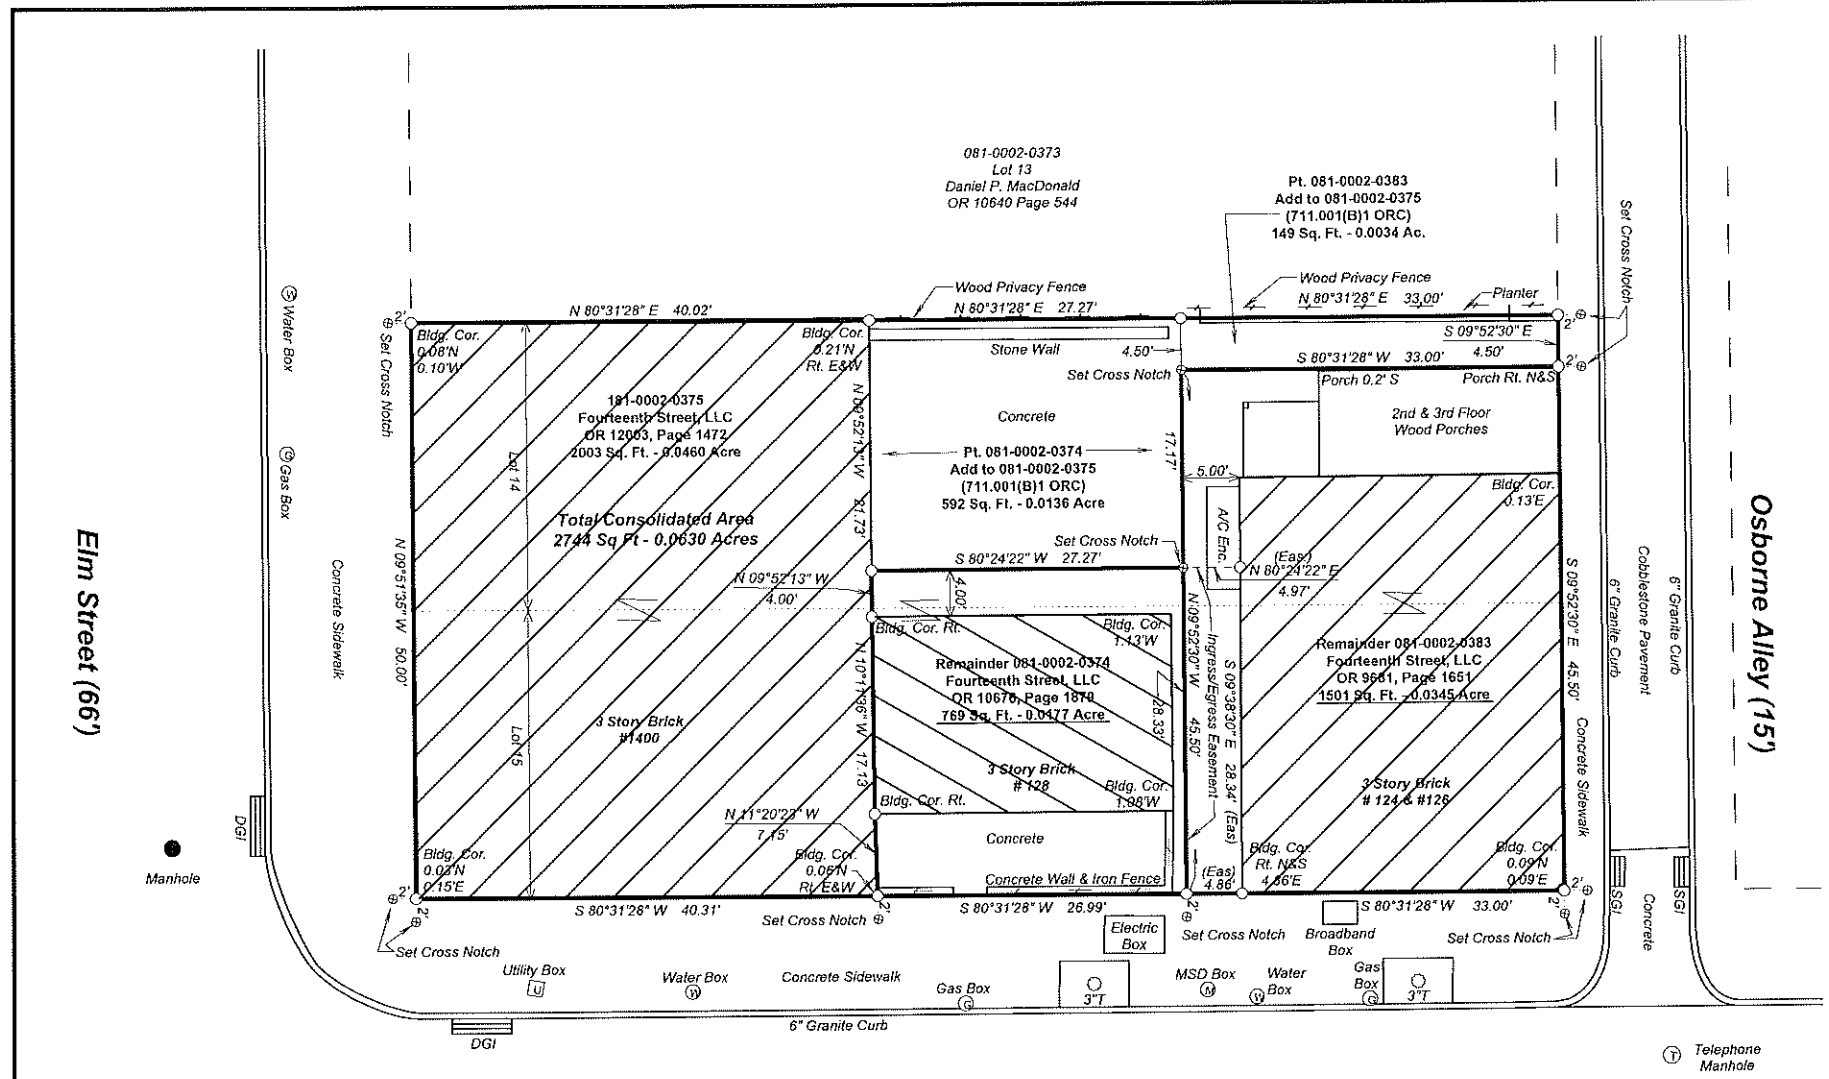 081-0002-0373
Lot 13
Daniel P. MacDonald
OR 10640 Page 544
Pt. 081-0002-0383
Add to 081-0002-0375
(711.001(B)1 ORC)
149 Sq. Ft. - 0.0034 Ac.
Set Cross Notch
Wood Privacy Fence
N 80°31'28" E 40.02'
N 80°31'28" E 27.27'
Wood Privacy Fence
N 80°31'28" E 33.00'
Planter
S Water Box
G Gas Box
2'
Set Cross Notch
Bldg. Cor.
0.08'N
0.10'W
Bldg. Cor.
0.21'N
Rt. E&W
Stone Wall
4.50'
Set Cross Notch
2'
S 09°52'30" E
4.50'
S 80°31'28" W 33.00'
2'
Porch 0.2' S
Porch Rt. N&S
2nd & 3rd Floor
Wood Porches
181-0002-0375
Fourteenth Street, LLC
OR 12003, Page 1472
2003 Sq. Ft. - 0.0460 Acre
Lot 14
N 09°52'13" W 21.73'
Concrete
Pt. 081-0002-0374
Add to 081-0002-0375
(711.001(B)1 ORC)
592 Sq. Ft. - 0.0136 Acre
17.17'
5.00'
A/C Enc.
Bldg. Cor.
0.13'E
Total Consolidated Area
2744 Sq Ft - 0.0630 Acres
Set Cross Notch
S 80°24'22" W 27.27'
(Eas.)
N 80°24'22" E
4.97'
N 09°52'13" W
4.00'
4.00'
Elm Street (66')
Concrete Sidewalk
N 09°51'35" W 50.00'
Lot 15
3 Story Brick
#1400
Bldg. Cor. Rt.
Bldg. Cor.
1.13'W
Remainder 081-0002-0374
Fourteenth Street, LLC
OR 10676, Page 1870
769 Sq. Ft. - 0.0177 Acre
N 10°11'36" W 17.13
28.33'
3 Story Brick
# 128
Bldg. Cor. Rt.
Bldg. Cor.
1.08'W
N 09°52'30" W 45.50'
Ingress/Egress Easement
S 09°38'30" E 28.34' (Eas)
Remainder 081-0002-0383
Fourteenth Street, LLC
OR 9681, Page 1651
1501 Sq. Ft. - 0.0345 Acre
3 Story Brick
# 124 & #126
S 09°52'30" E 45.50'
Concrete Sidewalk
6" Granite Curb
Cobblestone Pavement
6" Granite Curb
Osborne Alley (15')
DGI
Manhole
N 11°20'23" W
7.15'
Concrete
Bldg. Cor.
0.03'N
0.15'E
Bldg. Cor.
0.05'N
Rt. E&W
Concrete Wall & Iron Fence
(Eas)
4.86'
Bldg. Cor.
Rt. N&S
4.86'E
Bldg. Cor.
0.09'N
0.09'E
2'
2'
2'
2'
2'
2'
S 80°31'28" W 40.31'
Set Cross Notch
S 80°31'28" W 26.99'
S 80°31'28" W 33.00'
SGI
Concrete
SGI
Set Cross Notch
Electric
Box
Set Cross Notch
Broadband
Box
Set Cross Notch
Utility Box
U
Water Box
W
Concrete Sidewalk
Gas Box
G
3"T
MSD Box
M
Water
Box
W
Gas
Box
G
3"T
6" Granite Curb
DGI
T Telephone
Manhole